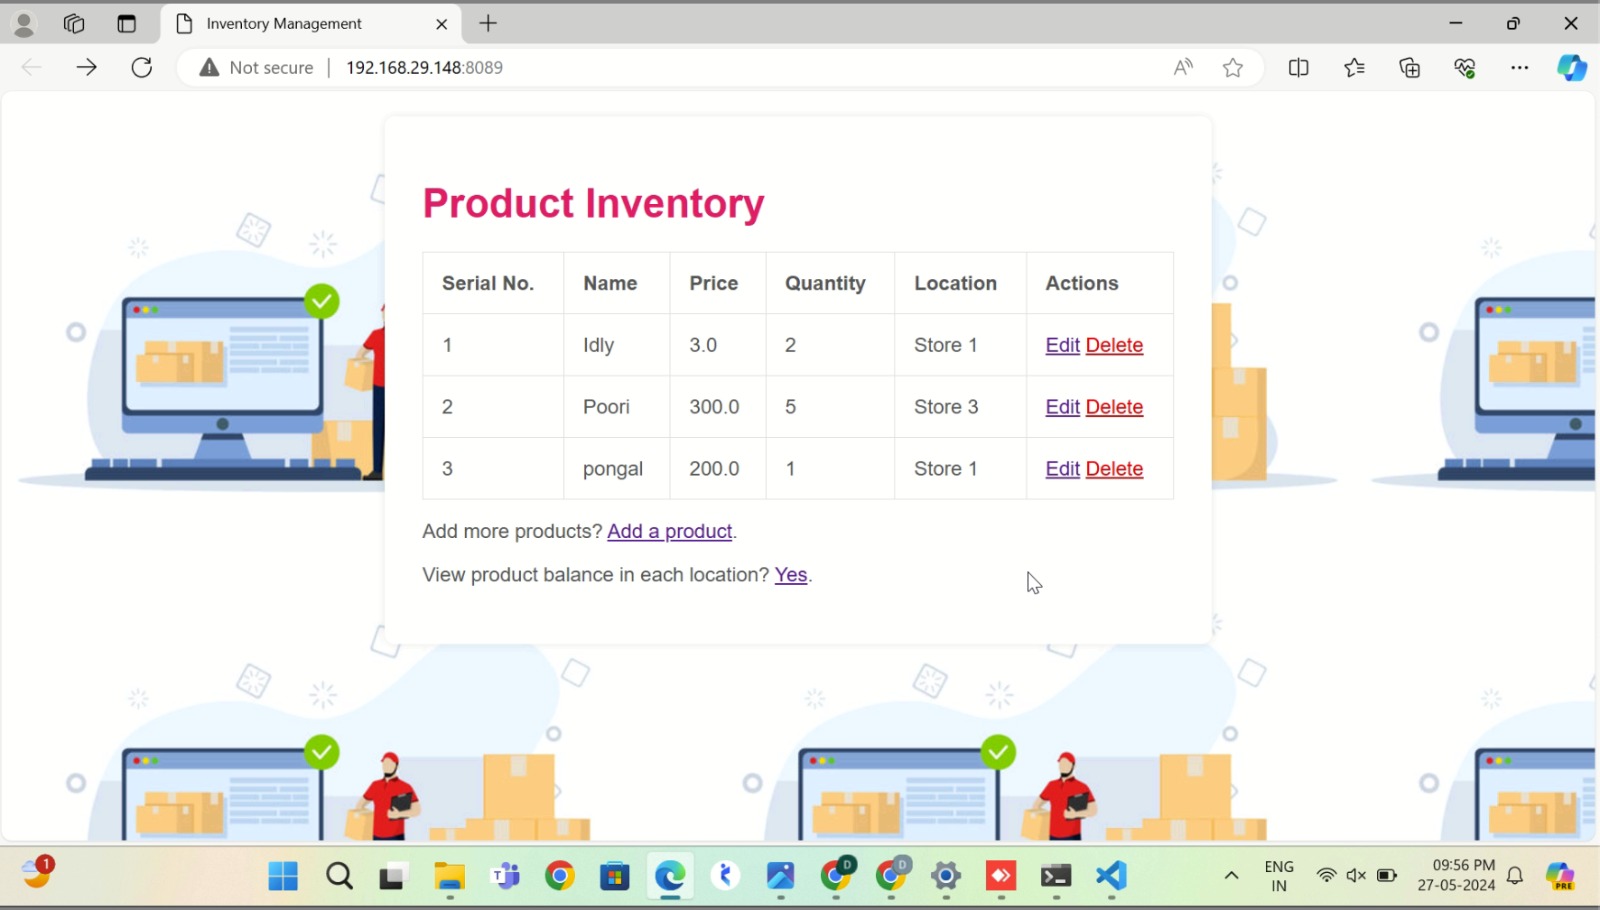 Inventory Management
Not secure | 192.168.29.148:8089
Product Inventory
Serial No. Name Price Quantity Location Actions
1 Idly 3.0 2 Store 1 Edit Delete
2 Poori 300.0 5 Store 3 Edit Delete
3 pongal 200.0 1 Store 1 Edit Delete
Add more products? Add a product.
View product balance in each location? Yes.
1
D
D
ENG
IN
09:56 PM
27-05-2024
PRE